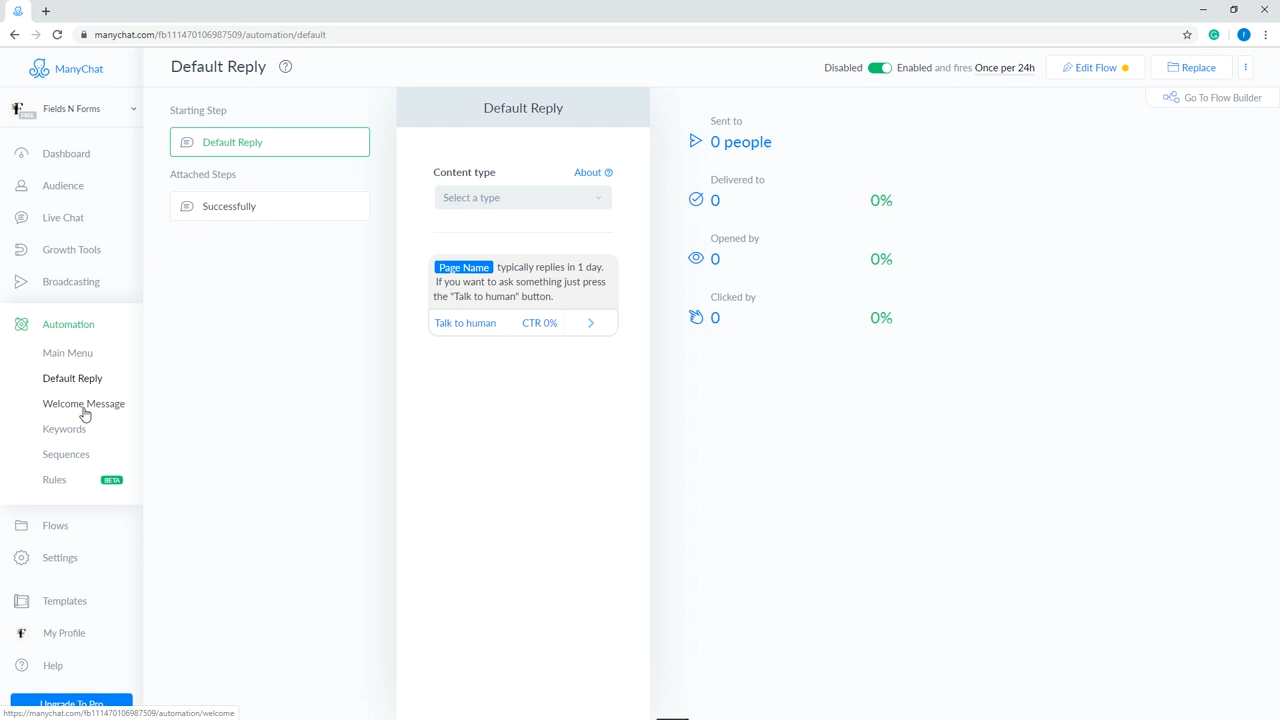 manychat.com/fb111470106987509/automation/default
ManyChat
Default Reply
Disabled
Enabled and fires Once per 24h
Edit Flow
Replace
Fields N Forms
FREE
Go To Flow Builder
Dashboard
Audience
Live Chat
Growth Tools
Broadcasting
Automation
Main Menu
Default Reply
Welcome Message
Keywords
Sequences
Rules BETA
Flows
Settings
Templates
My Profile
Help
Upgrade To Pro
https://manychat.com/fb111470106987509/automation/welcome
Starting Step
Default Reply
Attached Steps
Successfully
Default Reply
Content type
About
Select a type
Page Name typically replies in 1 day.
If you want to ask something just press
the "Talk to human" button.
Talk to human CTR 0%
Sent to
0 people
Delivered to
0 0%
Opened by
0 0%
Clicked by
0 0%